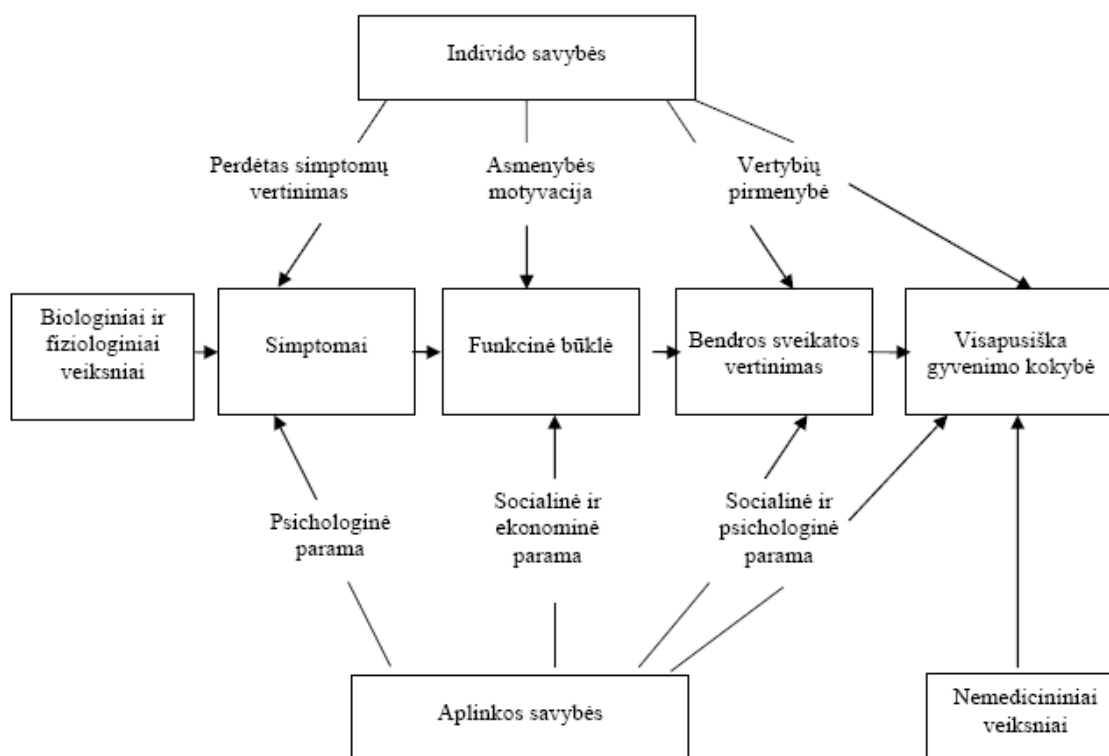 Individo savybės
Perdėtas simptomų
vertinimas
Asmenybės
motyvacija
Vertybių
pirmenybė
Biologiniai ir
fiziologiniai
veiksniai
Simptomai
Funkcinė būklė
Bendros sveikatos
vertinimas
Visapusiška
gyvenimo kokybė
Psichologinė
parama
Socialinė ir
ekonominė
parama
Socialinė ir
psichologinė
parama
Aplinkos savybės
Nemedicininiai
veiksniai